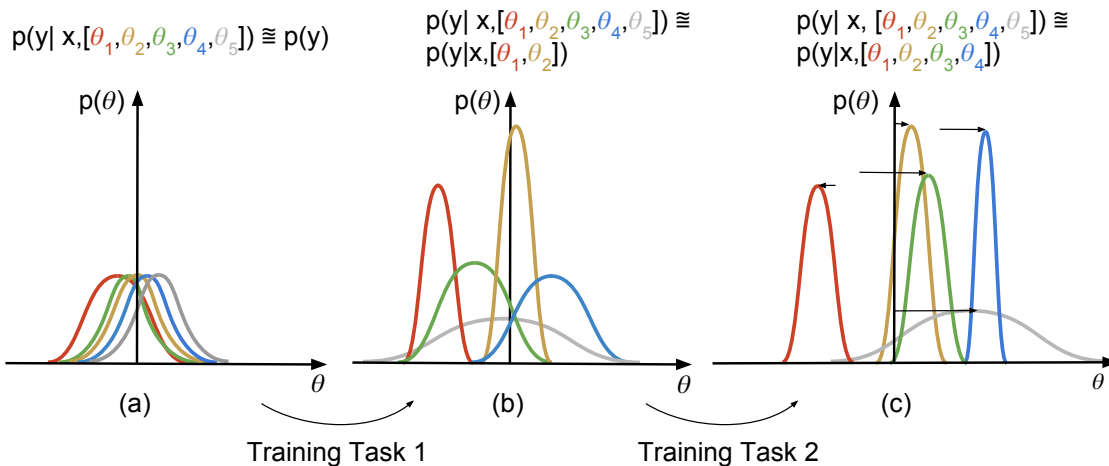 p(y| x,[θ₁,θ₂,θ₃,θ₄,θ₅]) ≊ p(y)
p(y| x,[θ₁,θ₂,θ₃,θ₄,θ₅]) ≊
p(y|x,[θ₁,θ₂])
p(y| x, [θ₁,θ₂,θ₃,θ₄,θ₅]) ≊
p(y|x,[θ₁,θ₂,θ₃,θ₄])
p(θ)
p(θ)
p(θ)
θ
θ
θ
(a)
(b)
(c)
Training Task 1
Training Task 2